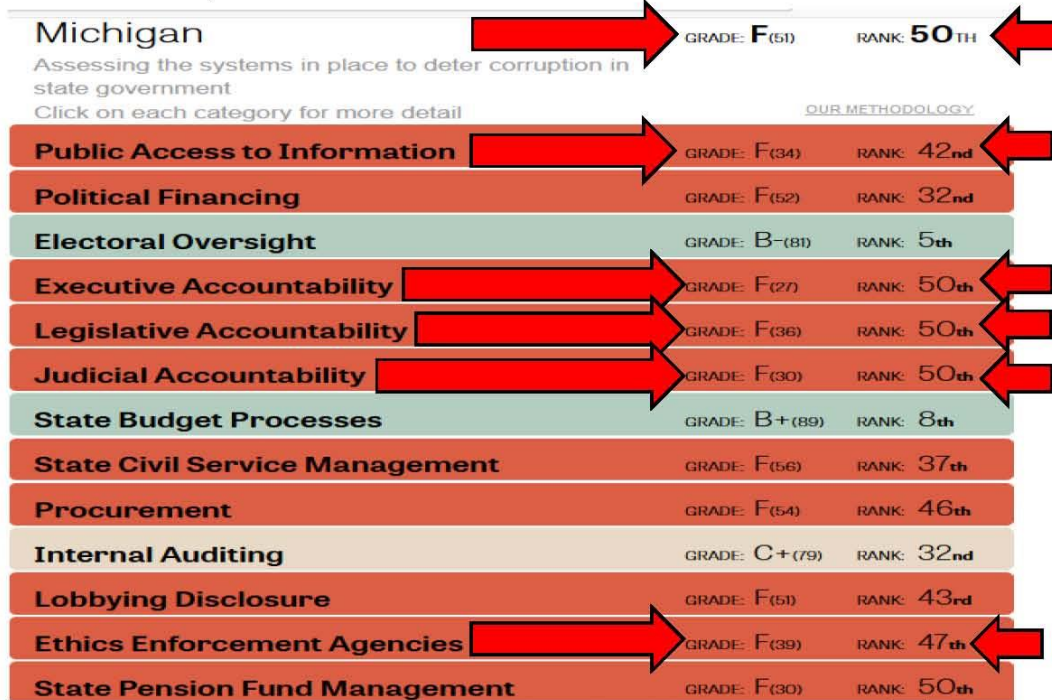 Michigan GRADE: F(51) RANK: 50TH
Assessing the systems in place to deter corruption in
state government
Click on each category for more detail OUR METHODOLOGY
Public Access to Information GRADE: F(34) RANK: 42nd
Political Financing GRADE: F(52) RANK: 32nd
Electoral Oversight GRADE: B-(81) RANK: 5th
Executive Accountability GRADE: F(27) RANK: 50th
Legislative Accountability GRADE: F(36) RANK: 50th
Judicial Accountability GRADE: F(30) RANK: 50th
State Budget Processes GRADE: B+(89) RANK: 8th
State Civil Service Management GRADE: F(56) RANK: 37th
Procurement GRADE: F(54) RANK: 46th
Internal Auditing GRADE: C+(79) RANK: 32nd
Lobbying Disclosure GRADE: F(51) RANK: 43rd
Ethics Enforcement Agencies GRADE: F(39) RANK: 47th
State Pension Fund Management GRADE: F(30) RANK: 50th